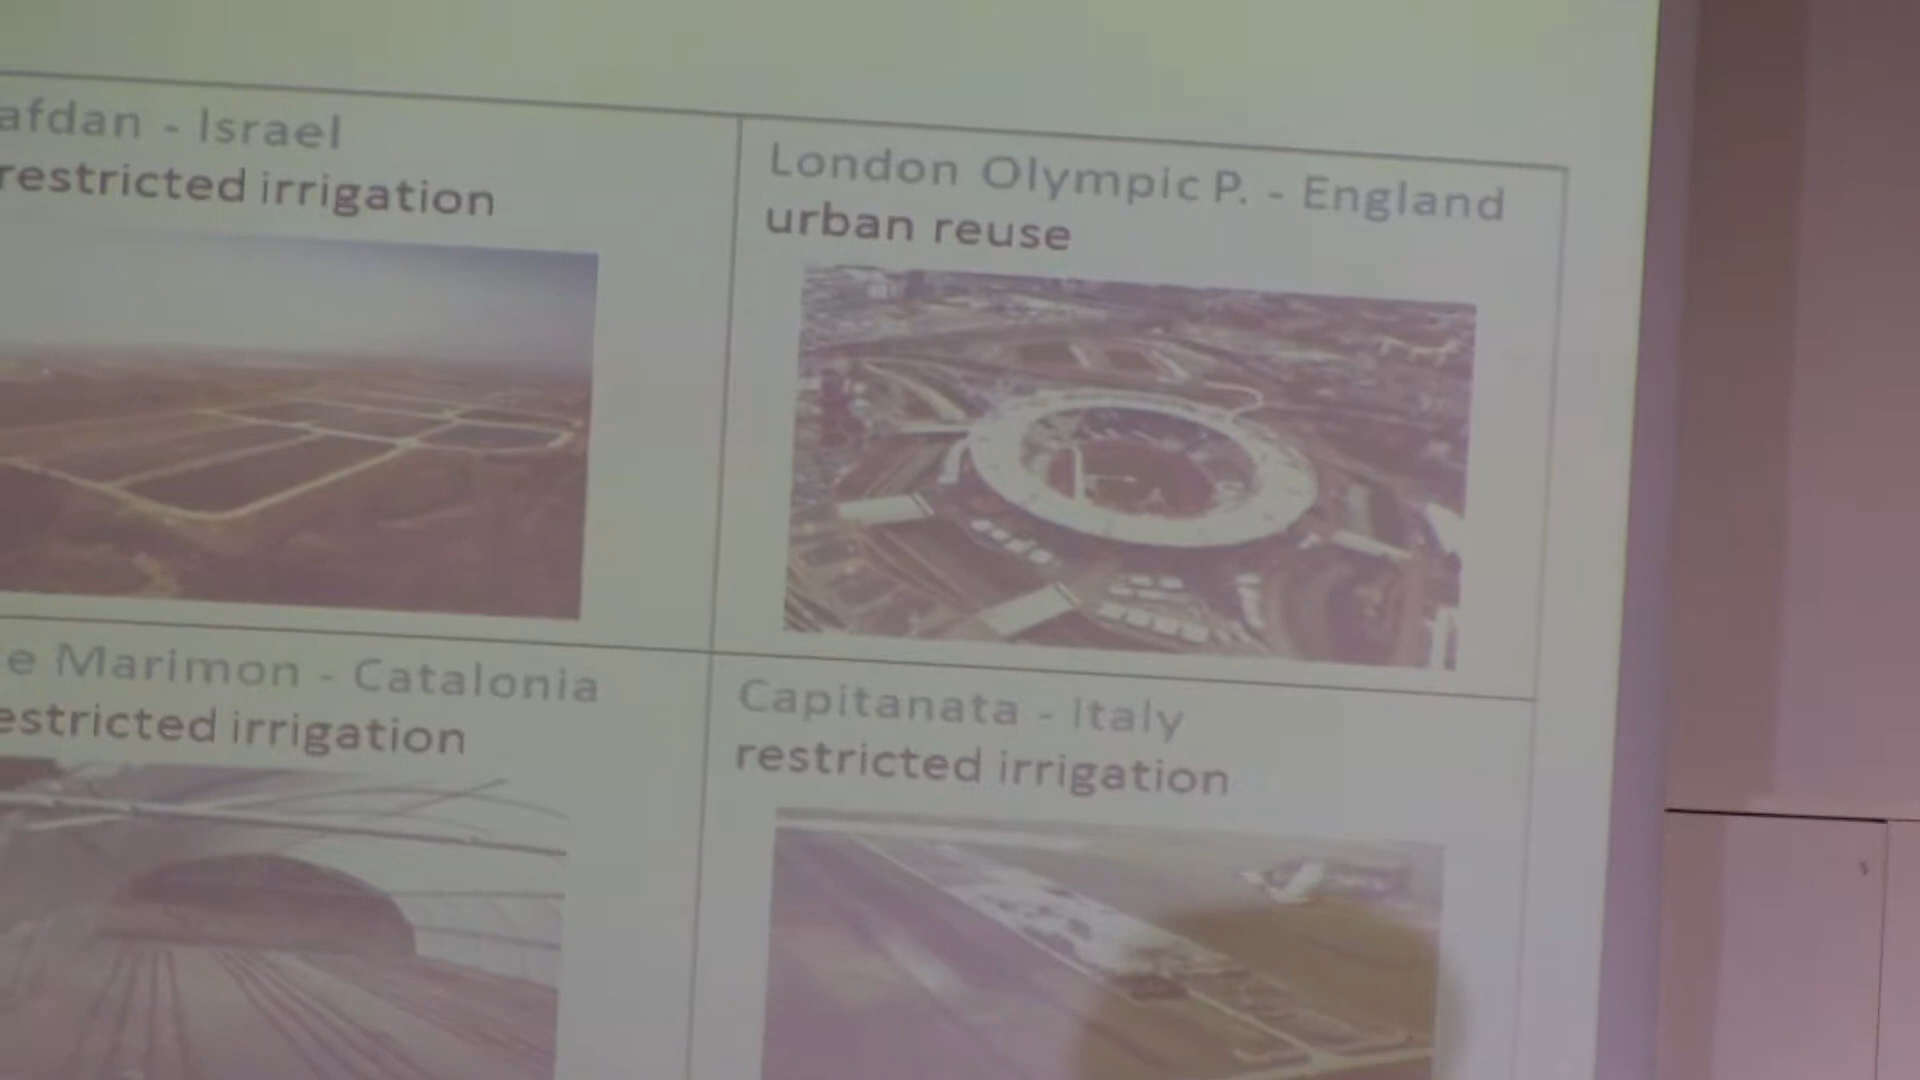 afdan - Israel
restricted irrigation
London Olympic P. - England
urban reuse
e Marimon - Catalonia
estricted irrigation
Capitanata - Italy
restricted irrigation